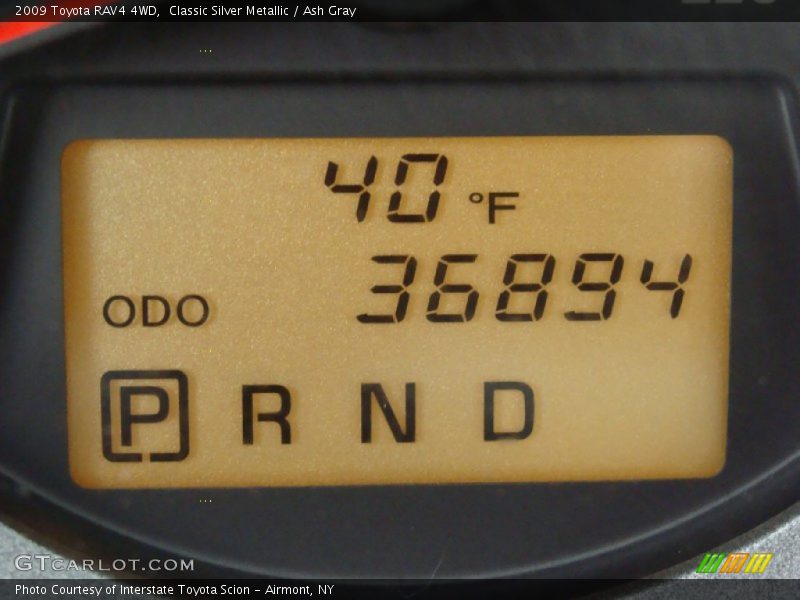 2009 Toyota RAV4 4WD,  Classic Silver Metallic / Ash Gray
40 °F
36894
ODO
P R N D
GTCARLOT.COM
Photo Courtesy of Interstate Toyota Scion - Airmont, NY